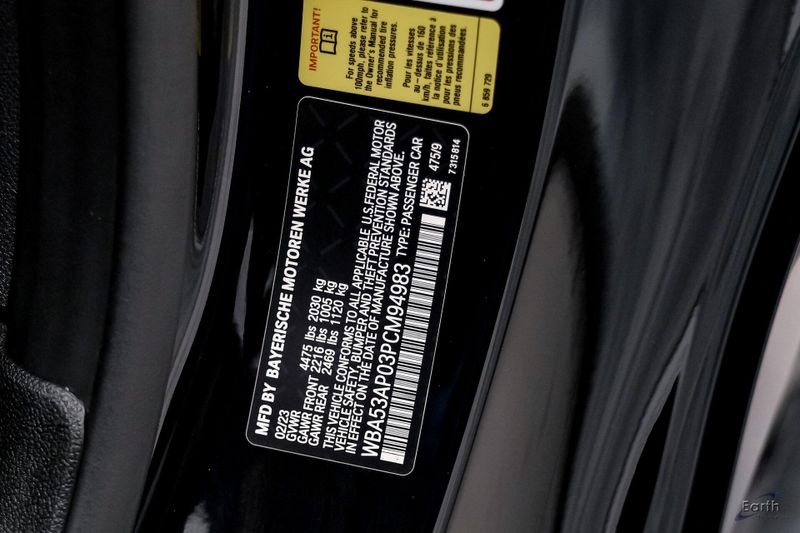 IMPORTANT!
For speeds above
100mph, please refer to
the Owner's Manual for
recommended tire
inflation pressures.
Pour les vitesses
au – dessus de 160
km/h, faites référence à
la notice d'utilisation
pour les pressions des
pneus recommandées.
6 859 729
MFD BY BAYERISCHE MOTOREN WERKE AG
02/23
GVWR 4475 lbs 2030 kg
GAWR FRONT 2216 lbs 1005 kg
GAWR REAR 2469 lbs 1120 kg
THIS VEHICLE CONFORMS TO ALL APPLICABLE U.S.FEDERAL MOTOR
VEHICLE SAFETY, BUMPER AND THEFT PREVENTION STANDARDS
IN EFFECT ON THE DATE OF MANUFACTURE SHOWN ABOVE.
WBA53AP03PCM94983 TYPE: PASSENGER CAR
475/9
7 315 814
Earth